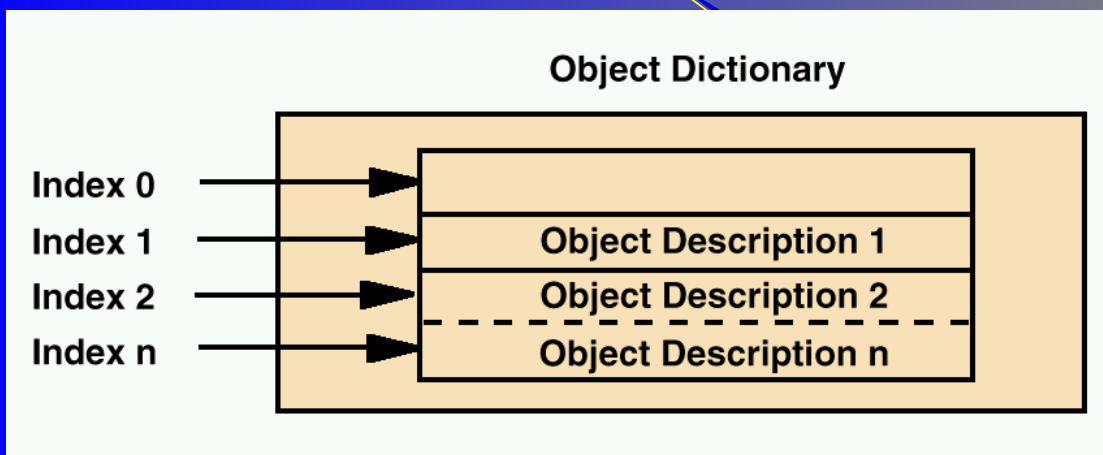 Object Dictionary
Index 0
Index 1
Object Description 1
Index 2
Object Description 2
Index n
Object Description n